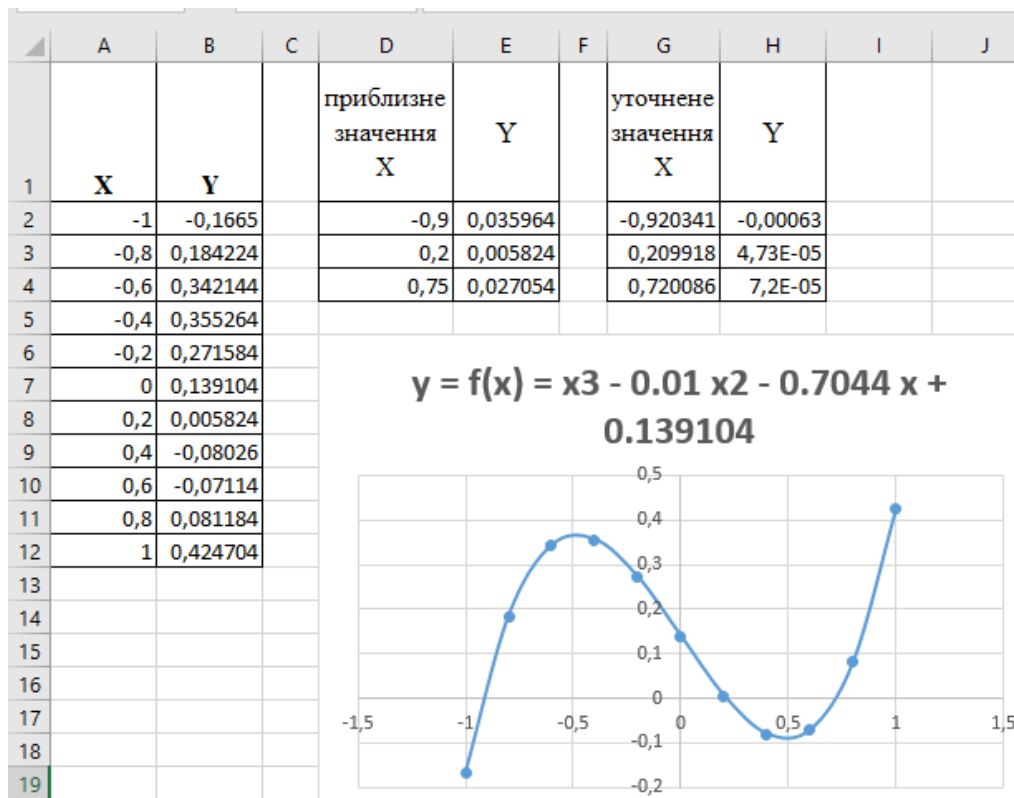 A B C D E F G H I J
1 X Y приблизне значення X Y уточнене значення X Y
2 -1 -0,1665 -0,9 0,035964 -0,920341 -0,00063
3 -0,8 0,184224 0,2 0,005824 0,209918 4,73E-05
4 -0,6 0,342144 0,75 0,027054 0,720086 7,2E-05
5 -0,4 0,355264
6 -0,2 0,271584
7 0 0,139104
8 0,2 0,005824
9 0,4 -0,08026
10 0,6 -0,07114
11 0,8 0,081184
12 1 0,424704
13
14
15
16
17
18
19
y = f(x) = x3 - 0.01 x2 - 0.7044 x +
0.139104
0,5
0,4
0,3
0,2
0,1
0
-1,5 -1 -0,5 0 0,5 1 1,5
-0,1
-0,2